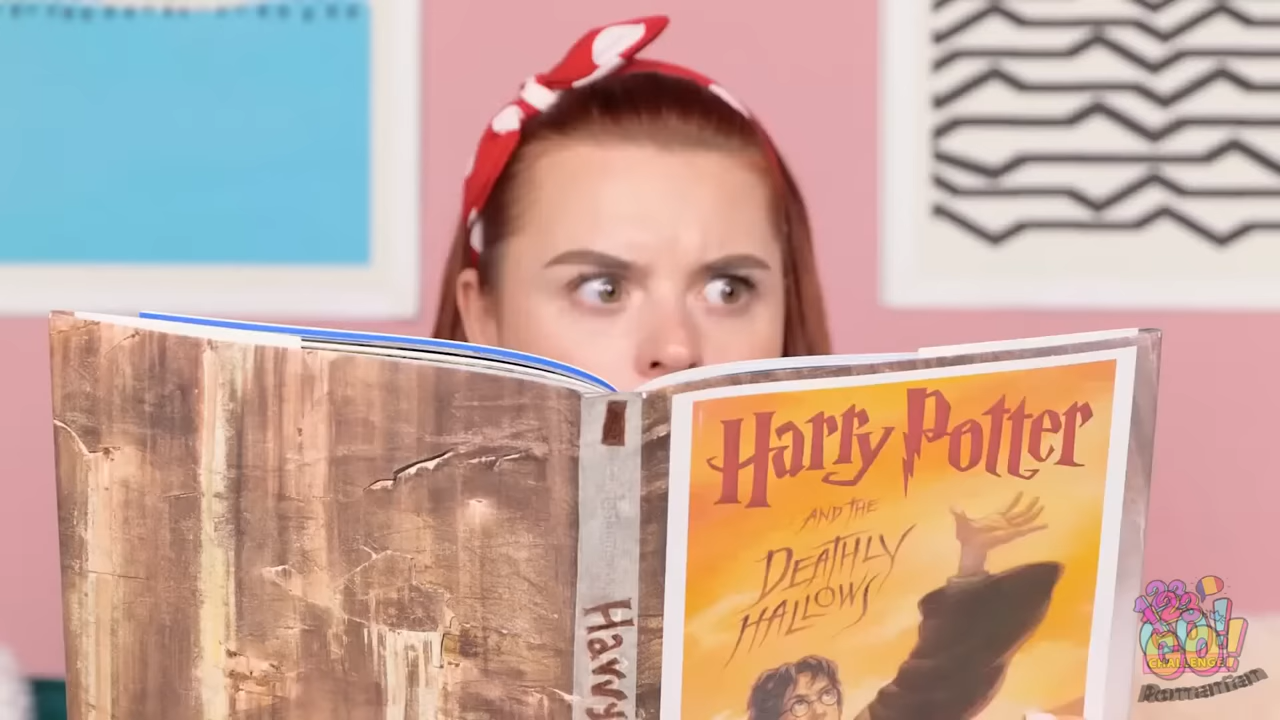 Harry
Harry Potter
AND THE
DEATHLY
HALLOWS
123
GO!
CHALLENGE
Romanian